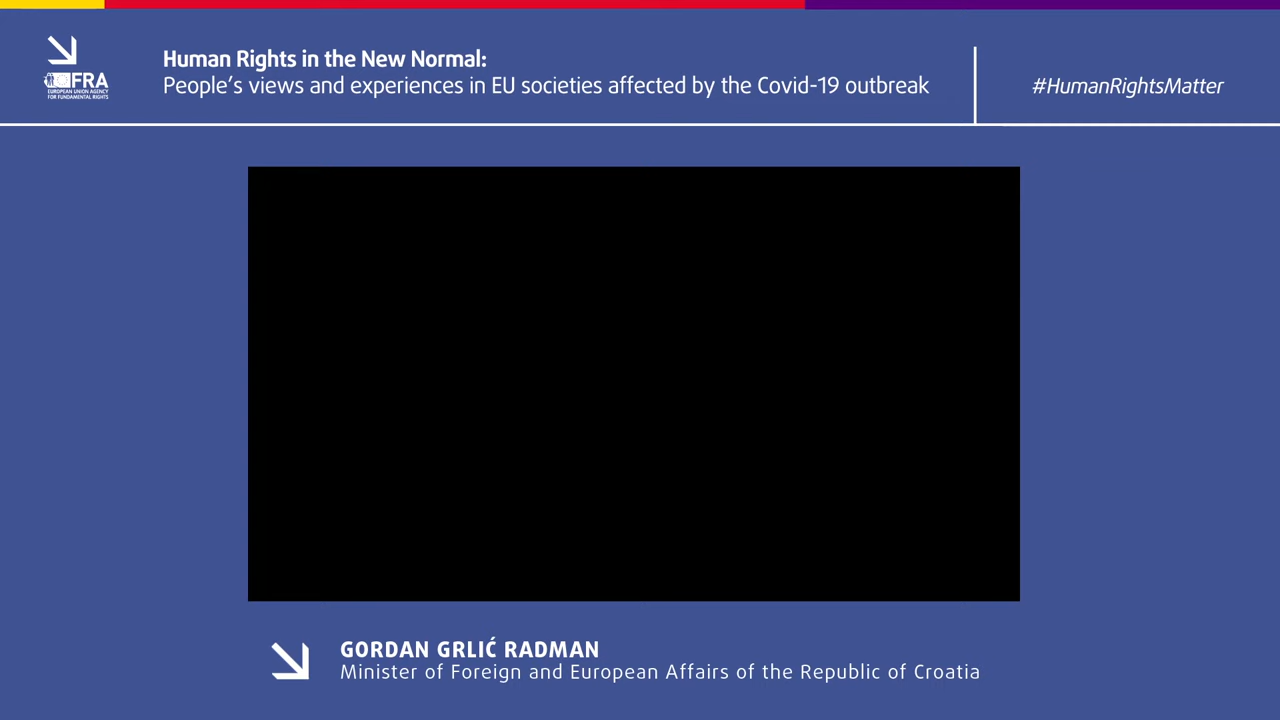 FRA
EUROPEAN UNION AGENCY
FOR FUNDAMENTAL RIGHTS
Human Rights in the New Normal:
People's views and experiences in EU societies affected by the Covid-19 outbreak
#HumanRightsMatter
GORDAN GRLIĆ RADMAN
Minister of Foreign and European Affairs of the Republic of Croatia